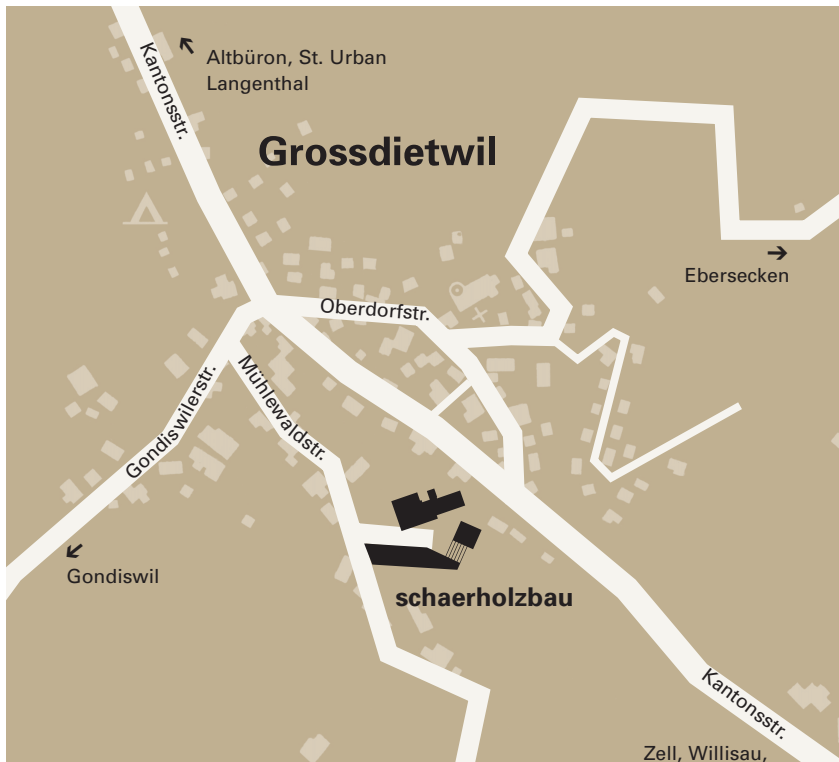 Kantonsstr.
Altbüron, St. Urban
Langenthal
Grossdietwil
Ebersecken
Oberdorfstr.
Gondiswilerstr.
Mühlewaldstr.
Gondiswil
schaerholzbau
Kantonsstr.
Zell, Willisau,